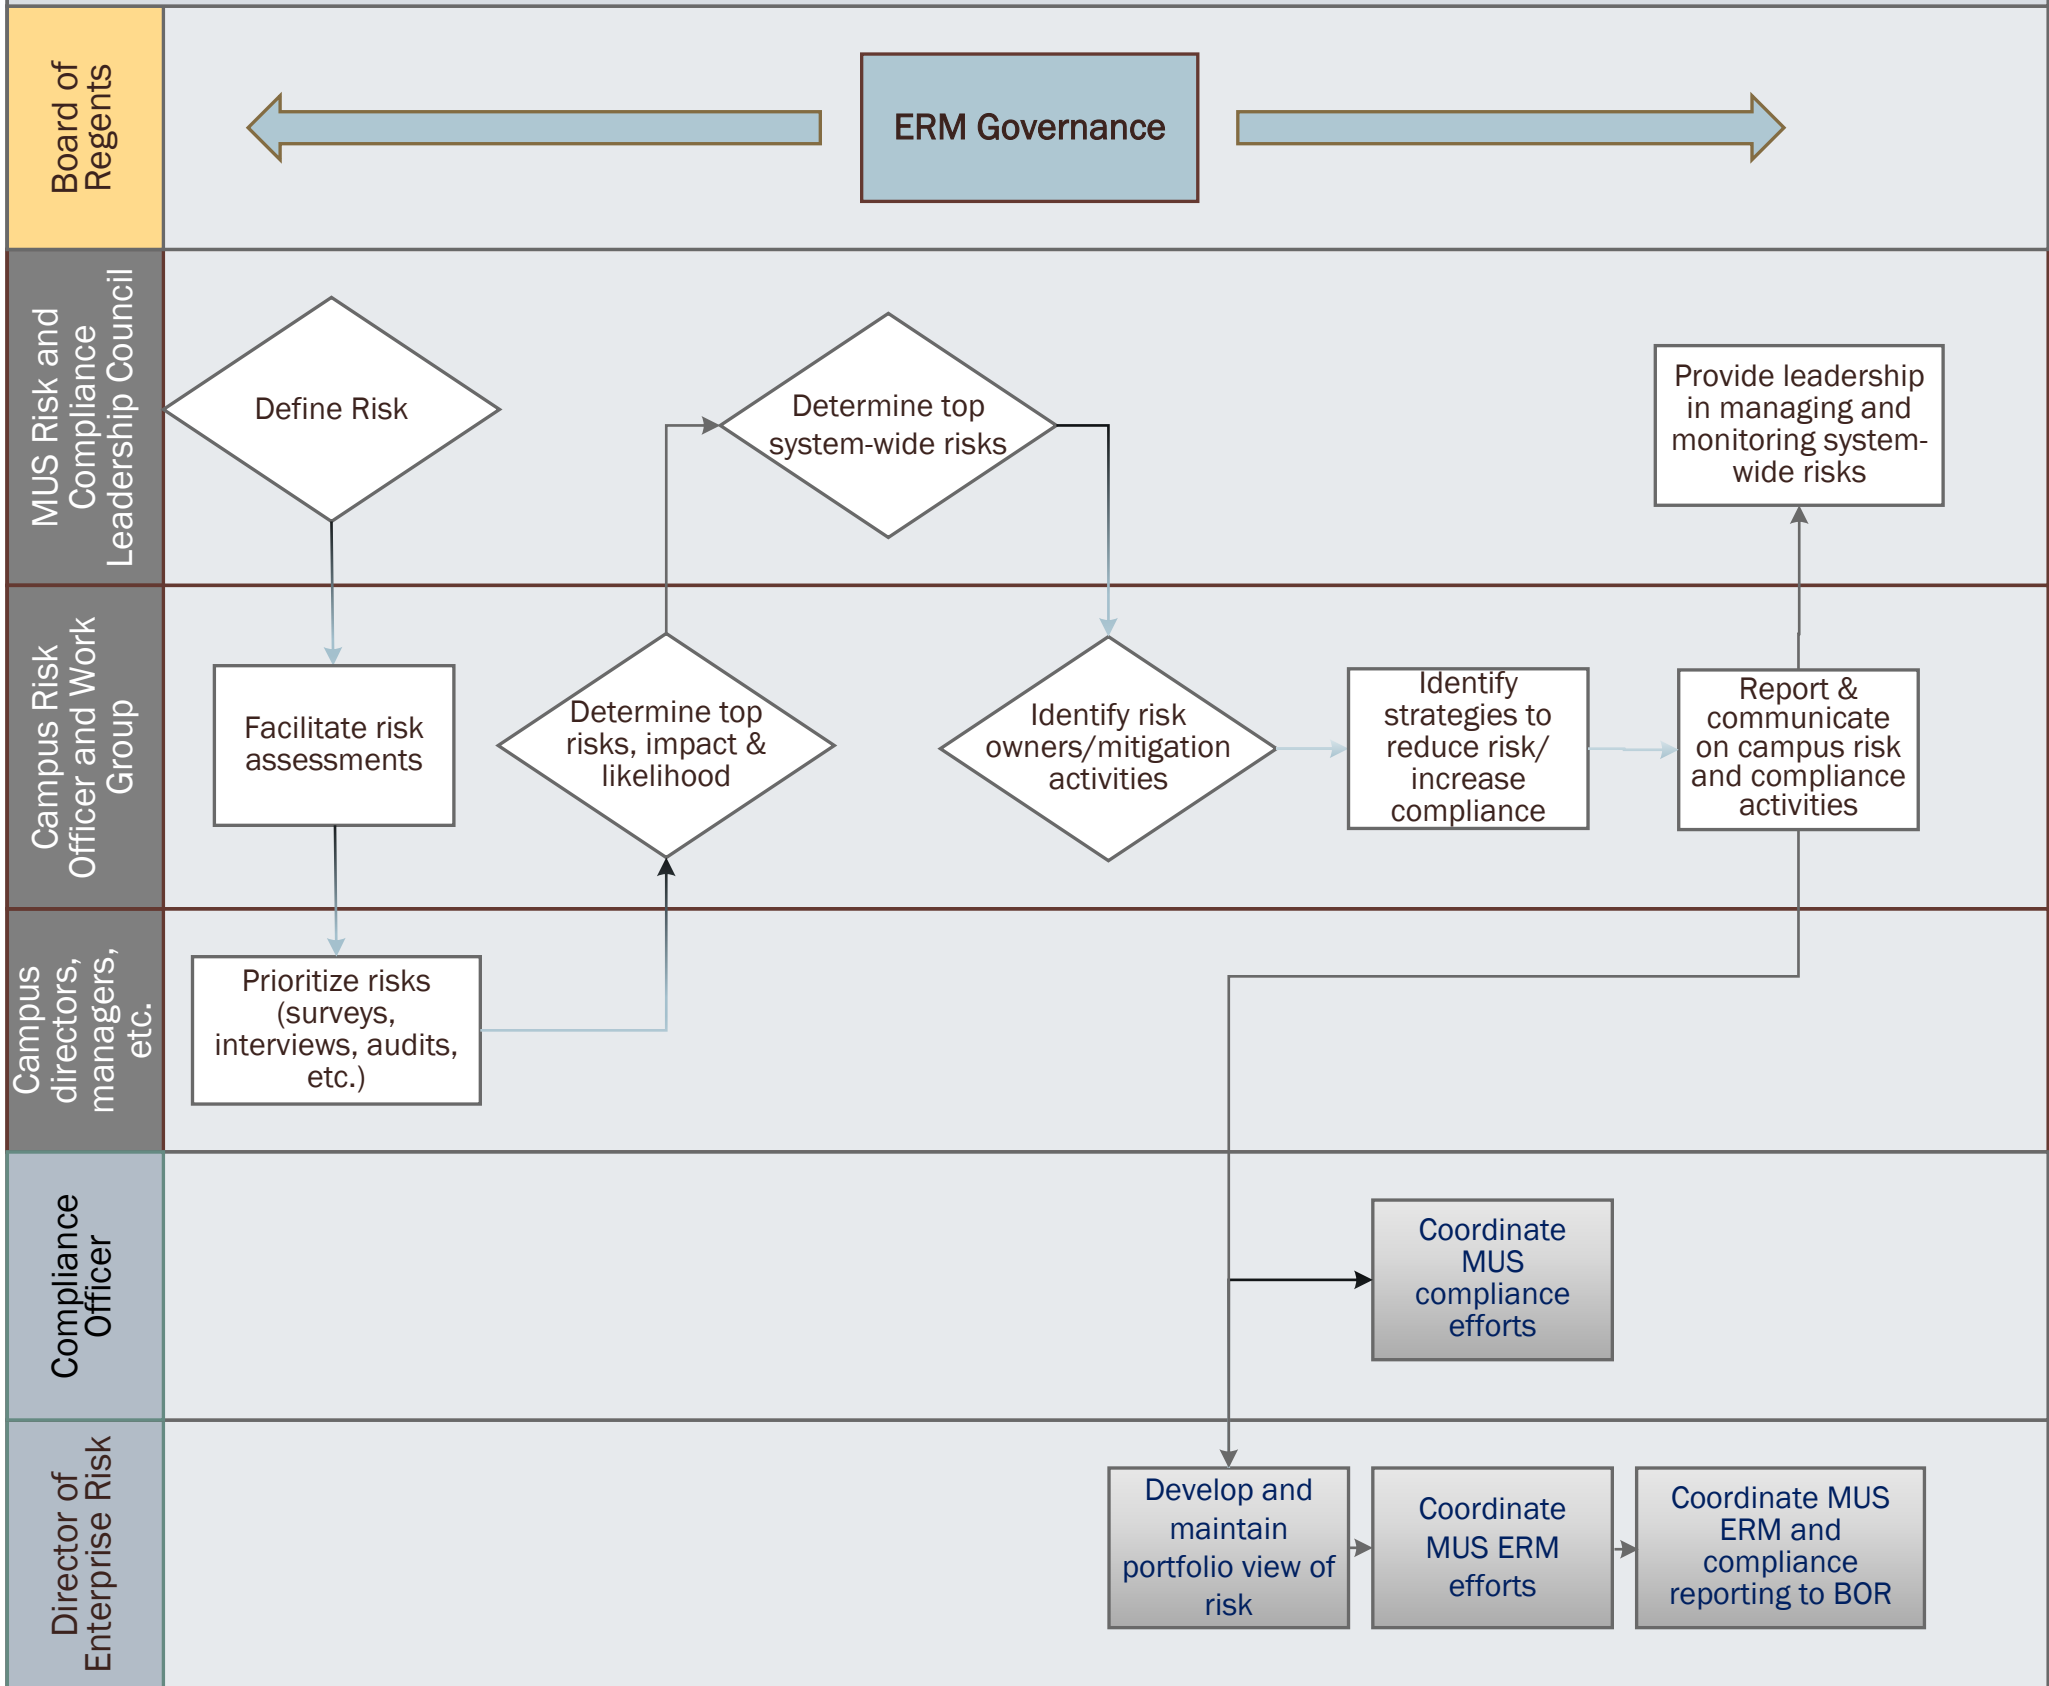 Board of
Regents
ERM Governance
MUS Risk and
Compliance
Leadership Council
Define Risk
Determine top
system-wide risks
Provide leadership
in managing and
monitoring system-
wide risks
Campus Risk
Officer and Work
Group
Facilitate risk
assessments
Determine top
risks, impact &
likelihood
Identify risk
owners/mitigation
activities
Identify
strategies to
reduce risk/
increase
compliance
Report &
communicate
on campus risk
and compliance
activities
Campus
directors,
managers,
etc.
Prioritize risks
(surveys,
interviews, audits,
etc.)
Compliance
Officer
Coordinate
MUS
compliance
efforts
Director of
Enterprise Risk
Develop and
maintain
portfolio view of
risk
Coordinate
MUS ERM
efforts
Coordinate MUS
ERM and
compliance
reporting to BOR